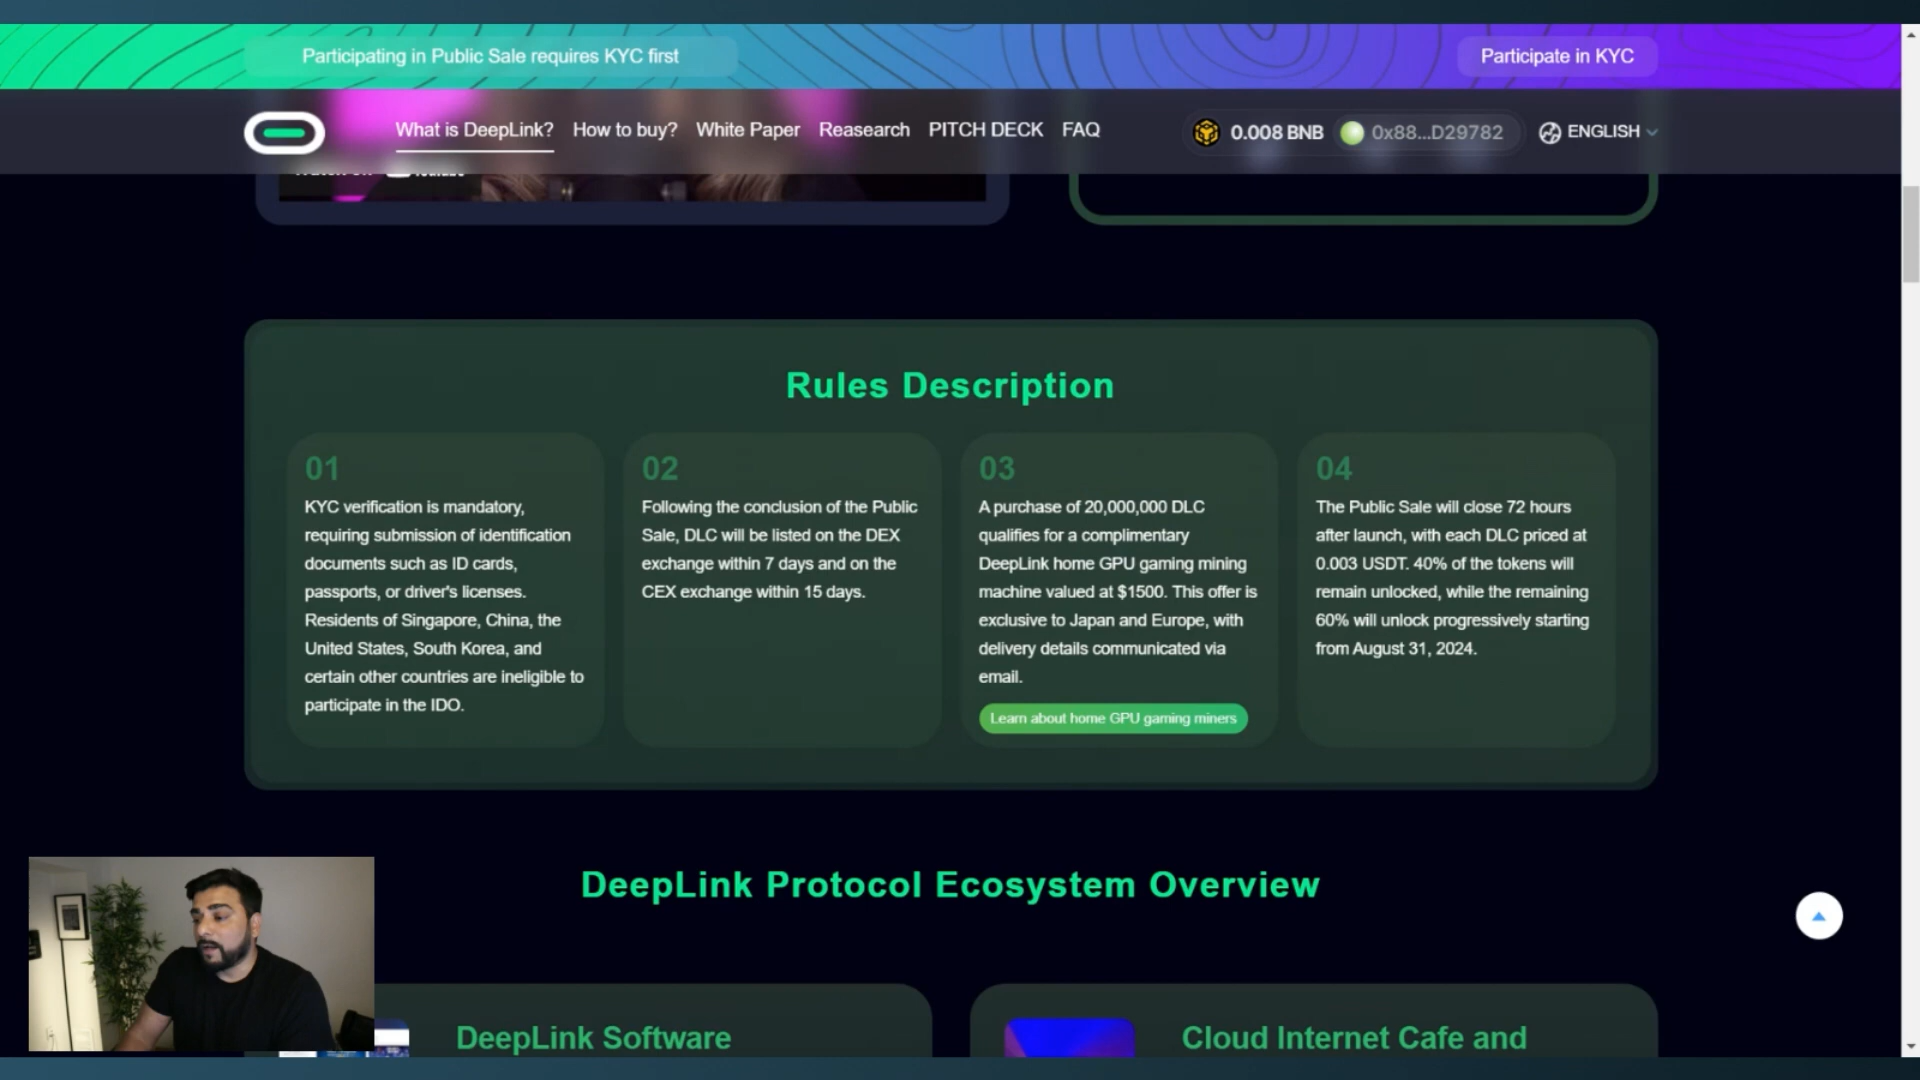 Participating in Public Sale requires KYC first
Participate in KYC
What is DeepLink?
How to buy?
White Paper
Reasearch
PITCH DECK
FAQ
0.008 BNB
0x88...D29782
ENGLISH
Rules Description
01
KYC verification is mandatory,
requiring submission of identification
documents such as ID cards,
passports, or driver's licenses.
Residents of Singapore, China, the
United States, South Korea, and
certain other countries are ineligible to
participate in the IDO.
02
Following the conclusion of the Public
Sale, DLC will be listed on the DEX
exchange within 7 days and on the
CEX exchange within 15 days.
03
A purchase of 20,000,000 DLC
qualifies for a complimentary
DeepLink home GPU gaming mining
machine valued at $1500. This offer is
exclusive to Japan and Europe, with
delivery details communicated via
email.
Learn about home GPU gaming miners
04
The Public Sale will close 72 hours
after launch, with each DLC priced at
0.003 USDT. 40% of the tokens will
remain unlocked, while the remaining
60% will unlock progressively starting
from August 31, 2024.
DeepLink Protocol Ecosystem Overview
DeepLink Software
Cloud Internet Cafe and